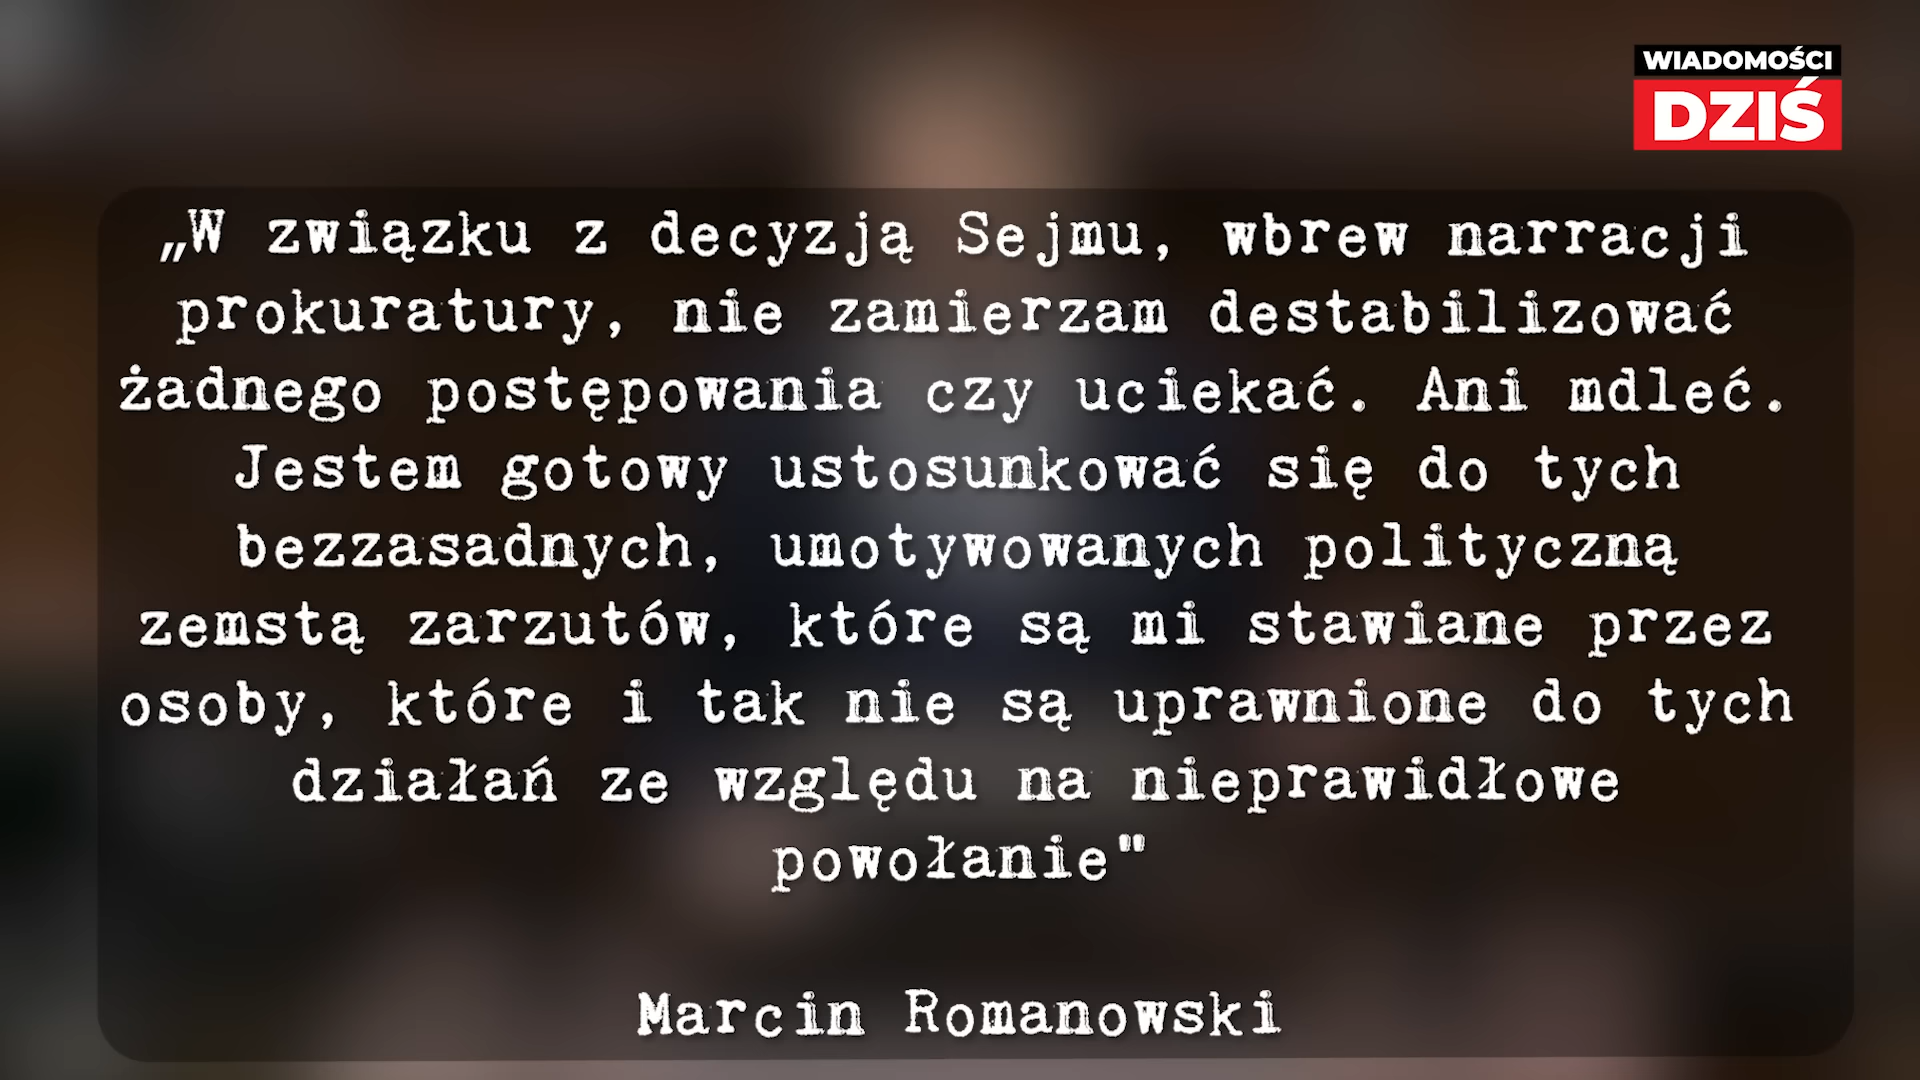 WIADOMOŚCI
DZIŚ
„W związku z decyzją Sejmu, wbrew narracji
prokuratury, nie zamierzam destabilizować
żadnego postępowania czy uciekać. Ani mdleć.
Jestem gotowy ustosunkować się do tych
bezzasadnych, umotywowanych polityczną
zemstą zarzutów, które są mi stawiane przez
osoby, które i tak nie są uprawnione do tych
działań ze względu na nieprawidłowe
powołanie"
Marcin Romanowski